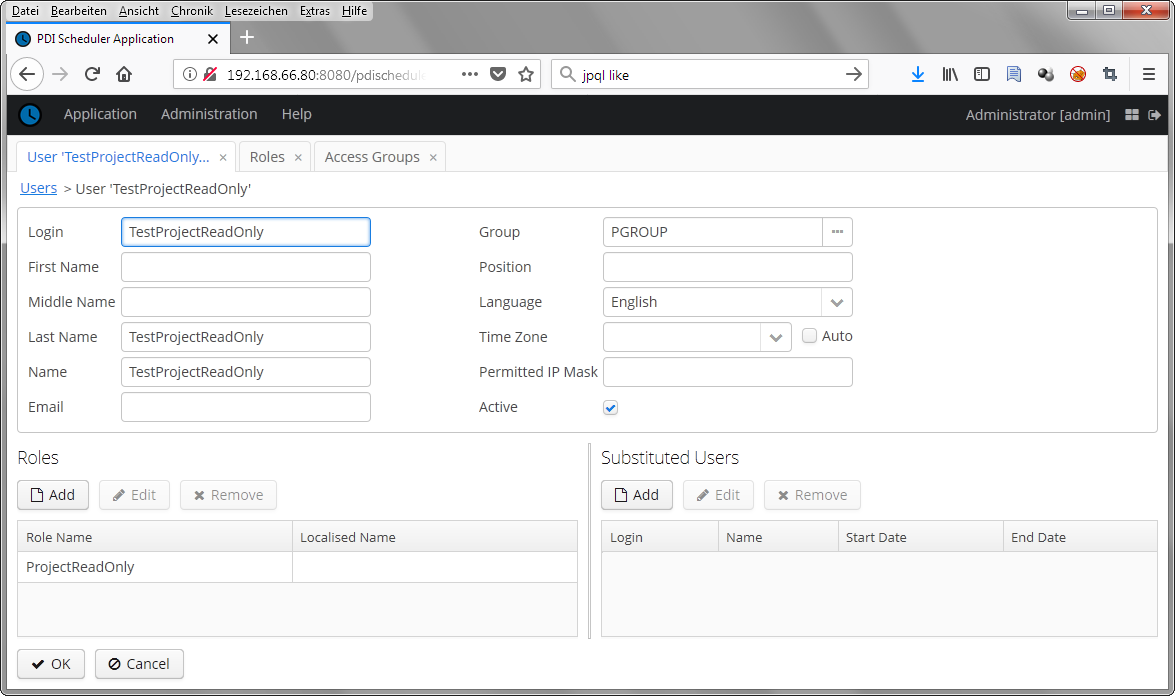 Datei Bearbeiten Ansicht Chronik Lesezeichen Extras Hilfe
PDI Scheduler Application
192.168.66.80:8080/pdischedul
jpql like
Application Administration Help Administrator [admin]
User 'TestProjectReadOnly... Roles Access Groups
Users > User 'TestProjectReadOnly'
Login TestProjectReadOnly Group PGROUP
First Name Position
Middle Name Language English
Last Name TestProjectReadOnly Time Zone Auto
Name TestProjectReadOnly Permitted IP Mask
Email Active
Roles Substituted Users
Add Edit Remove Add Edit Remove
Role Name Localised Name Login Name Start Date End Date
ProjectReadOnly
OK Cancel